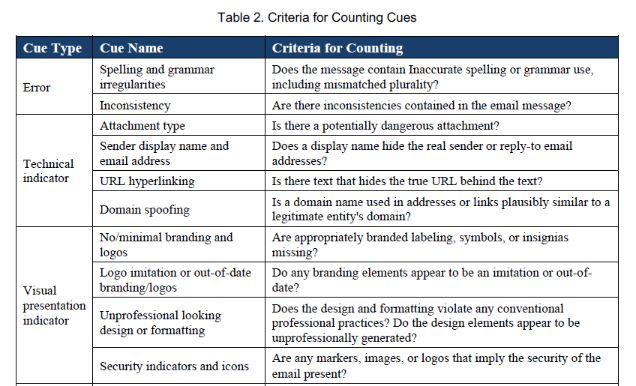 Table 2. Criteria for Counting Cues
Cue Type Cue Name Criteria for Counting
Error
Spelling and grammar
irregularities
Does the message contain Inaccurate spelling or grammar use,
including mismatched plurality?
Inconsistency
Are there inconsistencies contained in the email message?
Technical
indicator
Attachment type
Is there a potentially dangerous attachment?
Sender display name and
email address
Does a display name hide the real sender or reply-to email
addresses?
URL hyperlinking
Is there text that hides the true URL behind the text?
Domain spoofing
Is a domain name used in addresses or links plausibly similar to a
legitimate entity's domain?
Visual
presentation
indicator
No/minimal branding and
logos
Are appropriately branded labeling, symbols, or insignias
missing?
Logo imitation or out-of-date
branding/logos
Do any branding elements appear to be an imitation or out-of-
date?
Unprofessional looking
design or formatting
Does the design and formatting violate any conventional
professional practices? Do the design elements appear to be
unprofessionally generated?
Security indicators and icons
Are any markers, images, or logos that imply the security of the
email present?